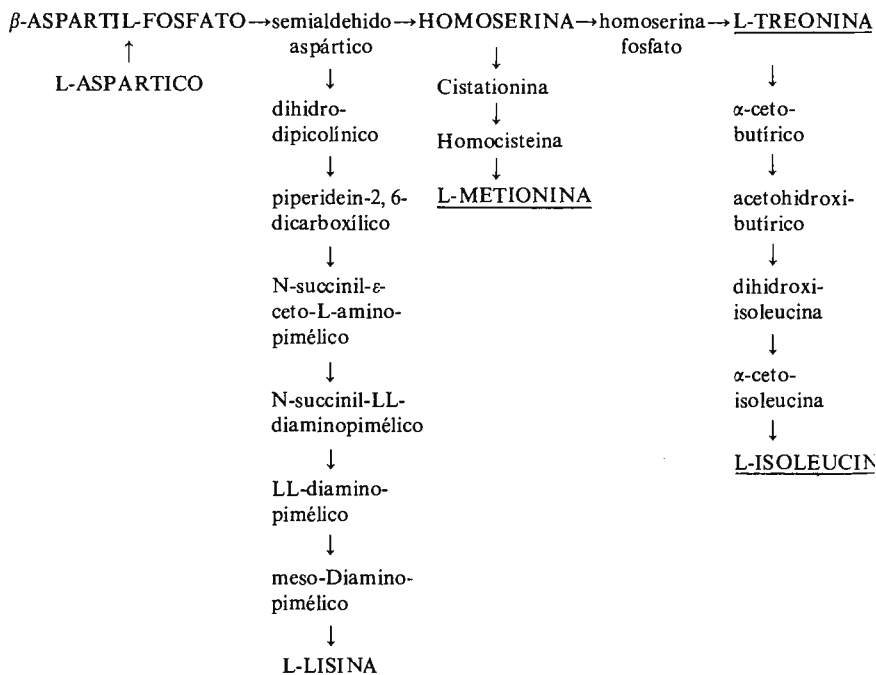 β-ASPARTIL-FOSFATO→semialdehido→HOMOSERINA→homoserina→L-TREONINA
aspártico
fosfato
↑
L-ASPARTICO
↓
dihidro-
dipicolínico
↓
piperidein-2, 6-
dicarboxílico
↓
N-succinil-ε-
ceto-L-amino-
pimélico
↓
N-succinil-LL-
diaminopimélico
↓
LL-diamino-
pimélico
↓
meso-Diamino-
pimélico
↓
L-LISINA
↓
Cistationina
↓
Homocisteina
↓
L-METIONINA
↓
α-ceto-
butírico
↓
acetohidroxi-
butírico
↓
dihidroxi-
isoleucina
↓
α-ceto-
isoleucina
↓
L-ISOLEUCIN